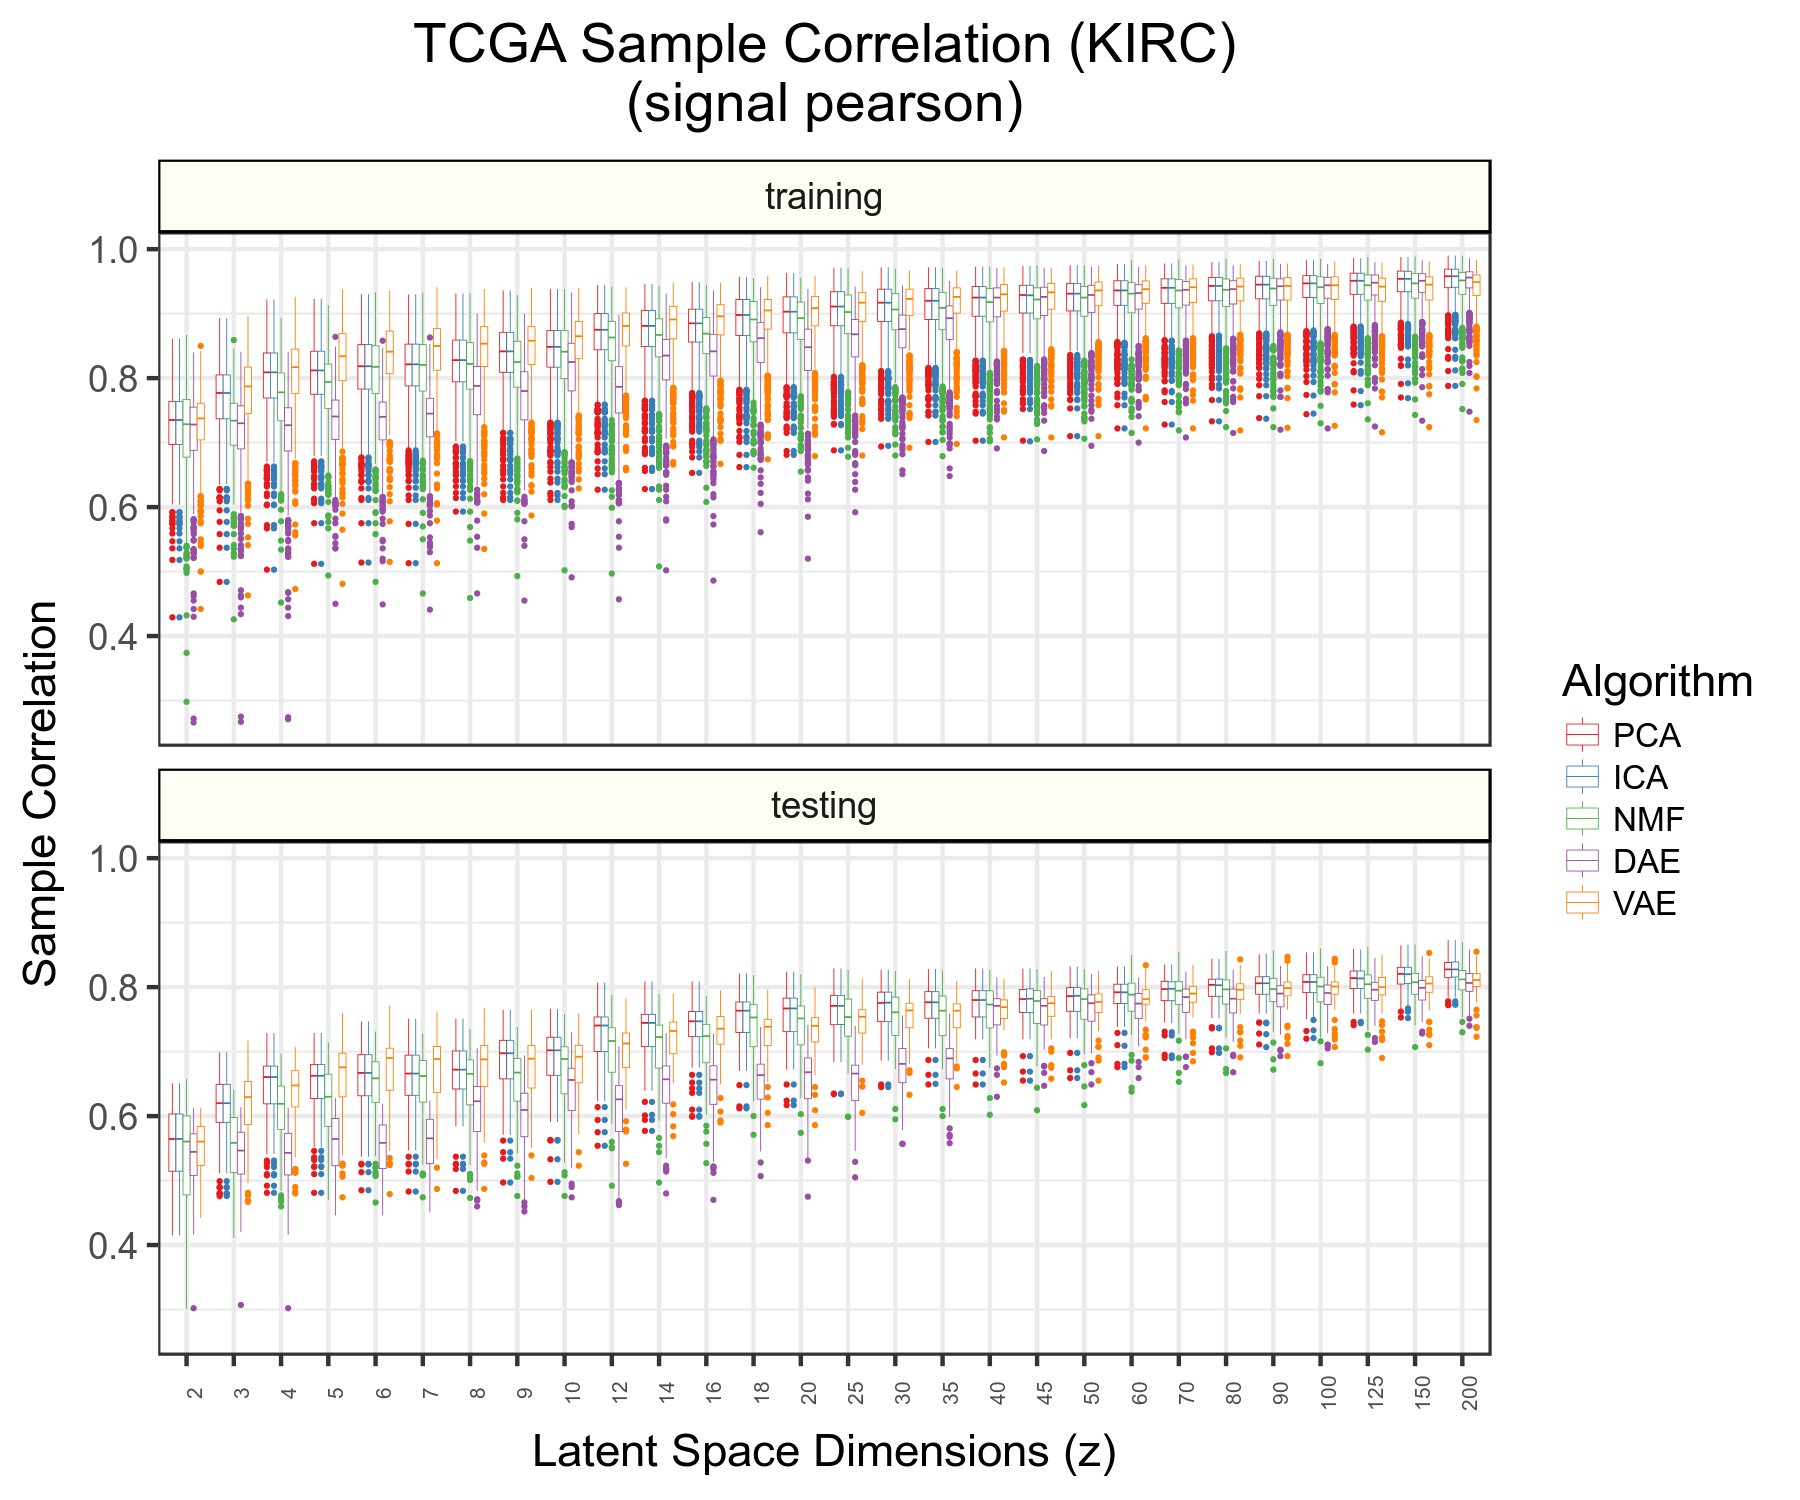 TCGA Sample Correlation (KIRC)
(signal pearson)
training
1.0
0.8
0.6
0.4
testing
1.0
0.8
0.6
0.4
Sample Correlation
2 3 4 5 6 7 8 9 10 12 14 16 18 20 25 30 35 40 45 50 60 70 80 90 100 125 150 200
Latent Space Dimensions (z)
Algorithm
PCA
ICA
NMF
DAE
VAE